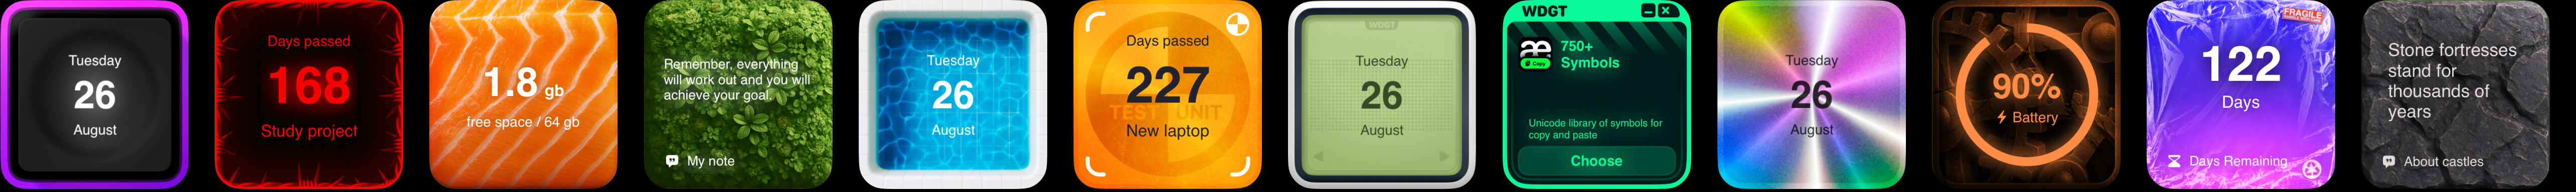 Tuesday
26
August
Days passed
168
Study project
1.8 gb
free space / 64 gb
Remember, everything
will work out and you will
achieve your goal.
My note
Tuesday
26
August
Days passed
227
TEST UNIT
New laptop
WDGT
Tuesday
26
August
WDGT
æ
Copy
750+
Symbols
Unicode library of symbols for
copy and paste
Choose
Tuesday
26
August
90%
Battery
FRAGILE
122
Days
Days Remaining
Stone fortresses
stand for
thousands of
years
About castles